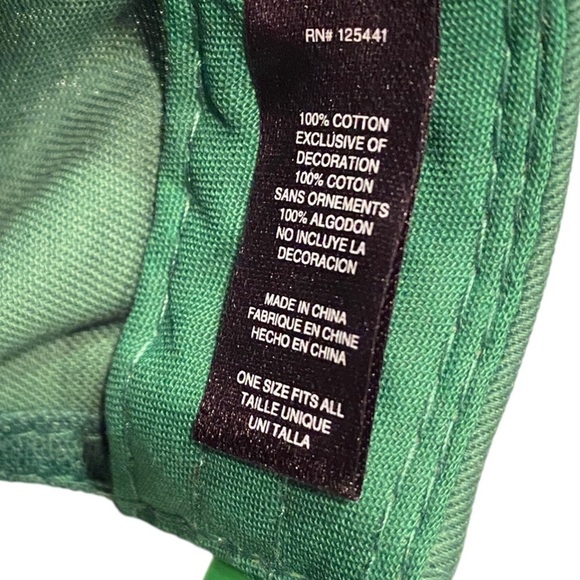 RN# 125441
100% COTTON
EXCLUSIVE OF
DECORATION
100% COTON
SANS ORNEMENTS
100% ALGODON
NO INCLUYE LA
DECORACION
MADE IN CHINA
FABRIQUE EN CHINE
HECHO EN CHINA
ONE SIZE FITS ALL
TAILLE UNIQUE
UNI TALLA